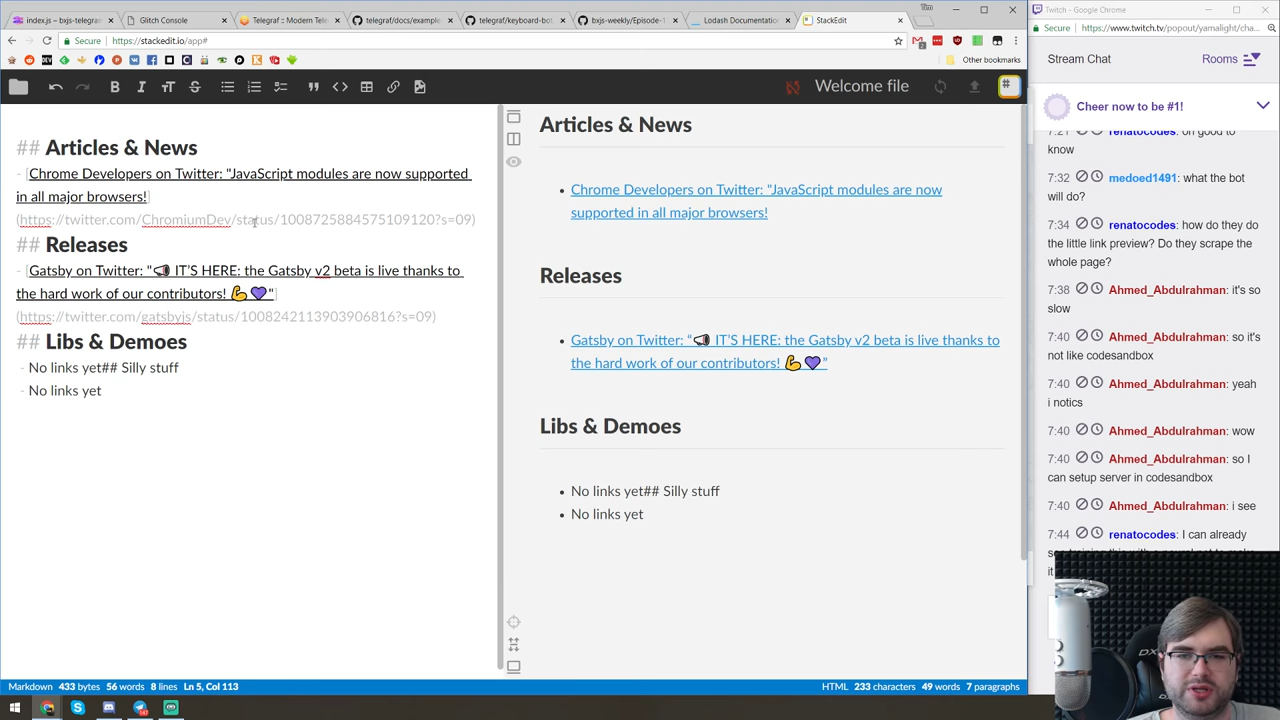 index.js – bxjs-telegra
Glitch Console
Telegraf :: Modern Tele
telegraf/docs/example
telegraf/keyboard-bo
bxjs-weekly/Episode-1
Lodash Documentatio
StackEdit
Twitch - Google Chrome
Secure
https://stackedit.io/app#
Secure
https://www.twitch.tv/popout/yamalight/cha...
Other bookmarks
Welcome file
Stream Chat
Rooms
Cheer now to be #1!
## Articles & News
- [Chrome Developers on Twitter: "JavaScript modules are now supported
in all major browsers!]
(https://twitter.com/ChromiumDev/status/1008725884575109120?s=09)
## Releases
- [Gatsby on Twitter: "📣 IT'S HERE: the Gatsby v2 beta is live thanks to
the hard work of our contributors! 💪💜"]
(https://twitter.com/gatsbyjs/status/1008242113903906816?s=09)
## Libs & Demoes
- No links yet## Silly stuff
- No links yet
Articles & News
• Chrome Developers on Twitter: "JavaScript modules are now
supported in all major browsers!
Releases
• Gatsby on Twitter: “📣 IT’S HERE: the Gatsby v2 beta is live thanks to
the hard work of our contributors! 💪💜”
Libs & Demoes
• No links yet## Silly stuff
• No links yet
7:21 renatocodes: oh good to
know
7:32 medoed1491: what the bot
will do?
7:34 renatocodes: how do they do
the little link preview? Do they scrape the
whole page?
7:38 Ahmed_Abdulrahman: it's so
slow
7:40 Ahmed_Abdulrahman: so it's
not like codesandbox
7:40 Ahmed_Abdulrahman: yeah
i notics
7:40 Ahmed_Abdulrahman: wow
7:40 Ahmed_Abdulrahman: so I
can setup server in codesandbox
7:40 Ahmed_Abdulrahman: i see
7:44 renatocodes: I can already
Markdown 433 bytes 56 words 8 lines Ln 5, Col 113
HTML 233 characters 49 words 7 paragraphs